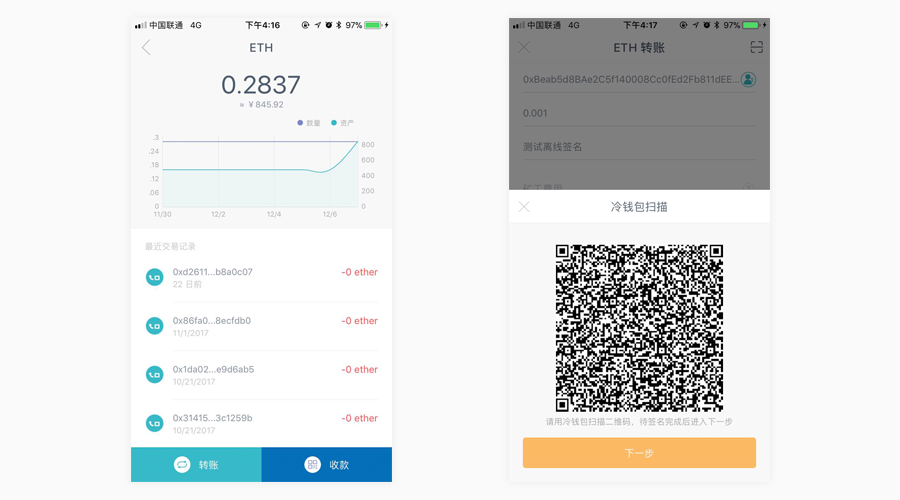 中国联通 4G 下午4:16 97%
ETH
0.2837
≈ ￥845.92
数量 资产
.3
.24
.18
.12
.06
0
800
600
400
200
0
11/30 12/2 12/4 12/6
最近交易记录
0xd2611...b8a0c07 -0 ether
22 日前
0x86fa0...8ecfdb0 -0 ether
11/1/2017
0x1da02...e9d6ab5 -0 ether
10/21/2017
0x31415...3c1259b -0 ether
10/21/2017
转账 收款
中国联通 4G 下午4:17 97%
ETH 转账
0xBeab5d8BAe2C5f140008Cc0fEd2Fb811dEE...
0.001
测试离线签名
矿工费用
冷钱包扫描
请用冷钱包扫描二维码，待签名完成后进入下一步
下一步